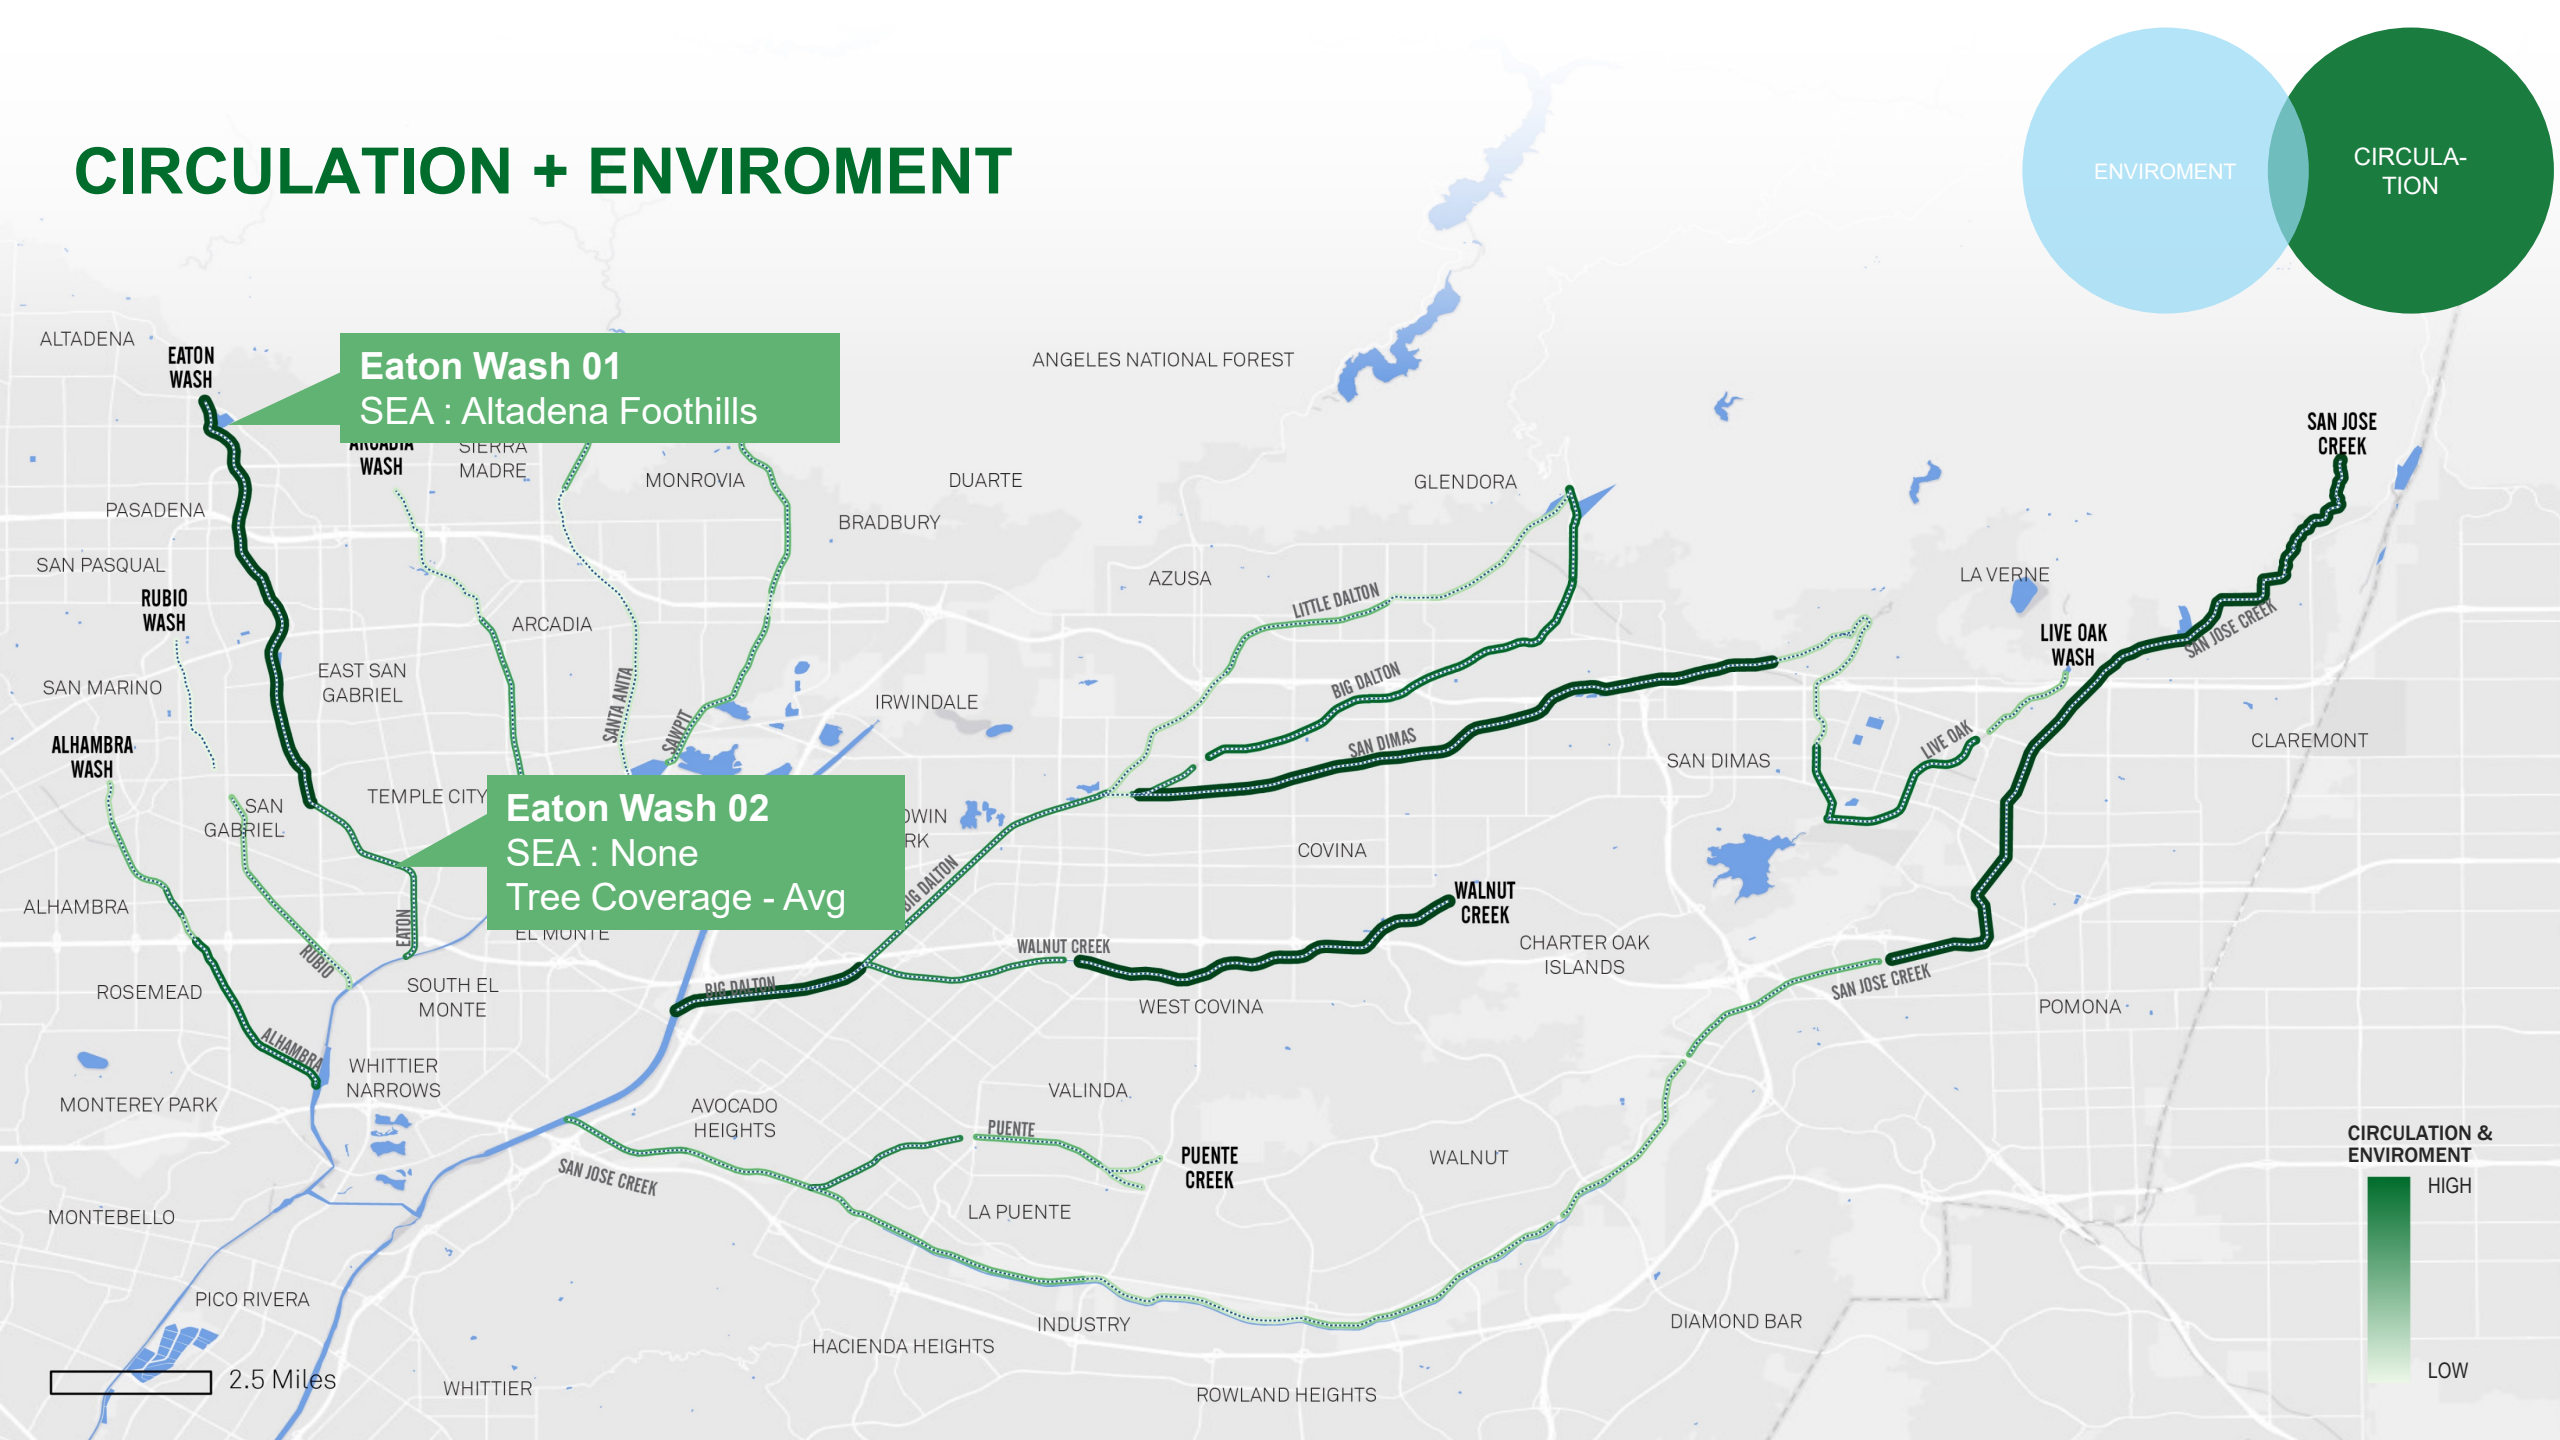 CIRCULATION + ENVIROMENT
ENVIROMENT
CIRCULA-
TION
ALTADENA
EATON
WASH
Eaton Wash 01
SEA : Altadena Foothills
ANGELES NATIONAL FOREST
ARCADIA
WASH
SIERRA
MADRE
MONROVIA
DUARTE
GLENDORA
SAN JOSE
CREEK
PASADENA
BRADBURY
SAN PASQUAL
AZUSA
LA VERNE
RUBIO
WASH
LITTLE DALTON
ARCADIA
SAN JOSE CREEK
LIVE OAK
WASH
EAST SAN
GABRIEL
SAN MARINO
SANTA ANITA
SAWPIT
IRWINDALE
BIG DALTON
SAN DIMAS
LIVE OAK
CLAREMONT
ALHAMBRA
WASH
SAN DIMAS
TEMPLE CITY
SAN
GABRIEL
Eaton Wash 02
SEA : None
Tree Coverage - Avg
DWIN
RK
BIG DALTON
COVINA
WALNUT
CREEK
ALHAMBRA
EATON
EL MONTE
WALNUT CREEK
CHARTER OAK
ISLANDS
RUBIO
ROSEMEAD
SOUTH EL
MONTE
BIG DALTON
WEST COVINA
SAN JOSE CREEK
POMONA
ALHAMBRA
WHITTIER
NARROWS
MONTEREY PARK
AVOCADO
HEIGHTS
VALINDA
PUENTE
PUENTE
CREEK
WALNUT
SAN JOSE CREEK
LA PUENTE
MONTEBELLO
CIRCULATION &
ENVIROMENT
HIGH
LOW
PICO RIVERA
INDUSTRY
DIAMOND BAR
HACIENDA HEIGHTS
2.5 Miles
WHITTIER
ROWLAND HEIGHTS